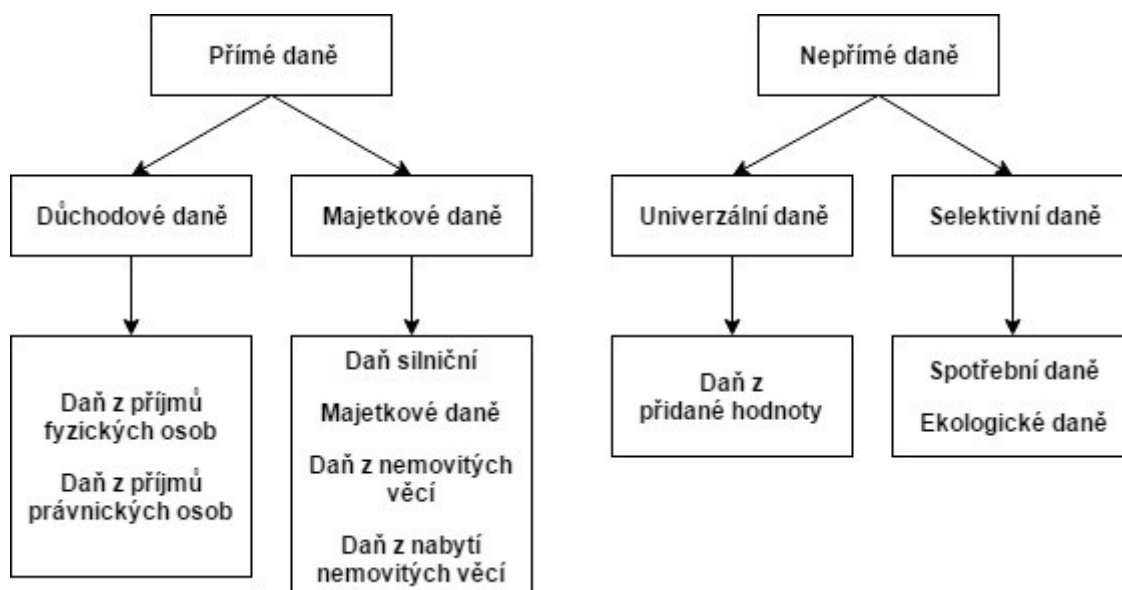 Přímé daně
Nepřímé daně
Důchodové daně
Majetkové daně
Univerzální daně
Selektivní daně
Daň z příjmů
fyzických osob
Daň z příjmů
právnických osob
Daň silniční
Majetkové daně
Daň z nemovitých
věcí
Daň z nabytí
nemovitých věcí
Daň z
přidané hodnoty
Spotřební daně
Ekologické daně